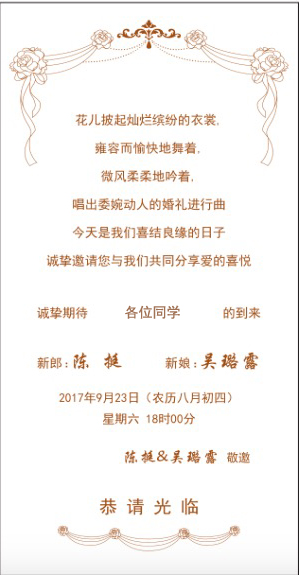 花儿披起灿烂缤纷的衣裳,
雍容而愉快地舞着,
微风柔柔地吟着,
唱出委婉动人的婚礼进行曲
今天是我们喜结良缘的日子
诚挚邀请您与我们共同分享爱的喜悦
诚挚期待 各位同学 的到来
新郎:陈 挺 新娘:吴璐露
2017年9月23日（农历八月初四）
星期六 18时00分
陈挺&吴璐露 敬邀
恭请光临